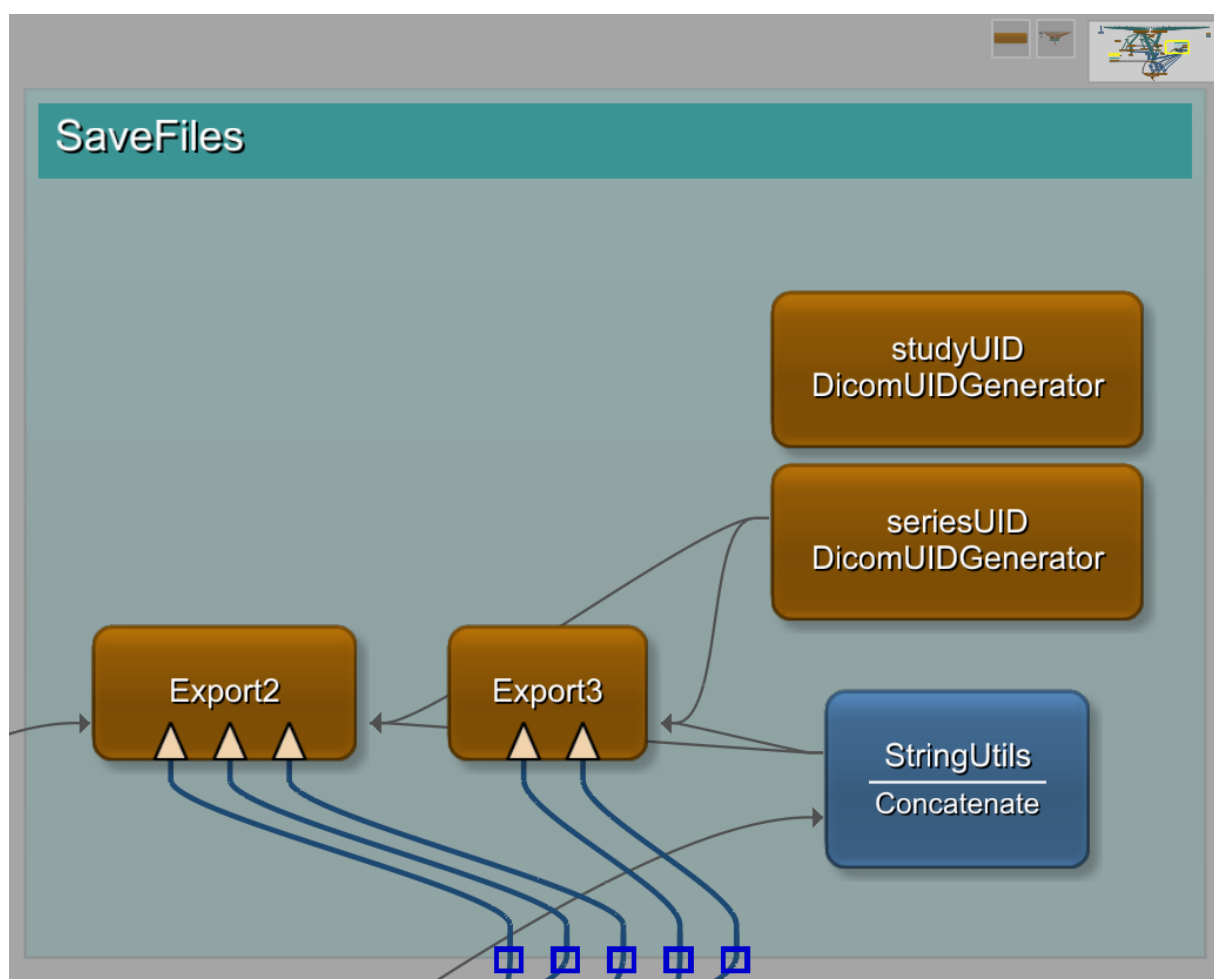 SaveFiles
studyUID
DicomUIDGenerator
seriesUID
DicomUIDGenerator
Export2
Export3
StringUtils
Concatenate